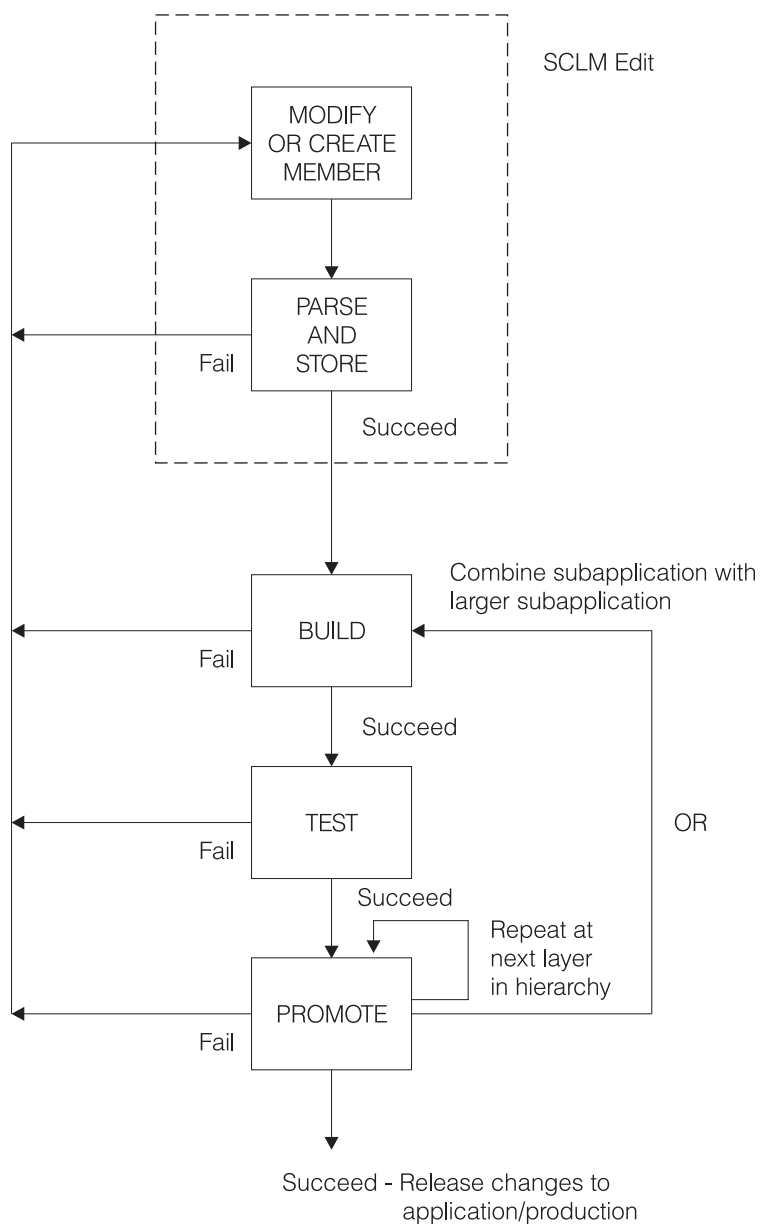 SCLM Edit
MODIFY
OR CREATE
MEMBER
PARSE
AND
STORE
Fail
Succeed
Combine subapplication with
larger subapplication
BUILD
Fail
Succeed
TEST
OR
Fail
Succeed
Repeat at
next layer
in hierarchy
PROMOTE
Fail
Succeed - Release changes to
application/production